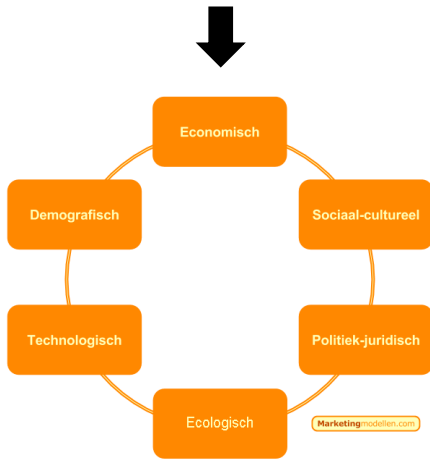 Economisch
Demografisch
Sociaal-cultureel
Technologisch
Politiek-juridisch
Ecologisch
Marketingmodellen.com